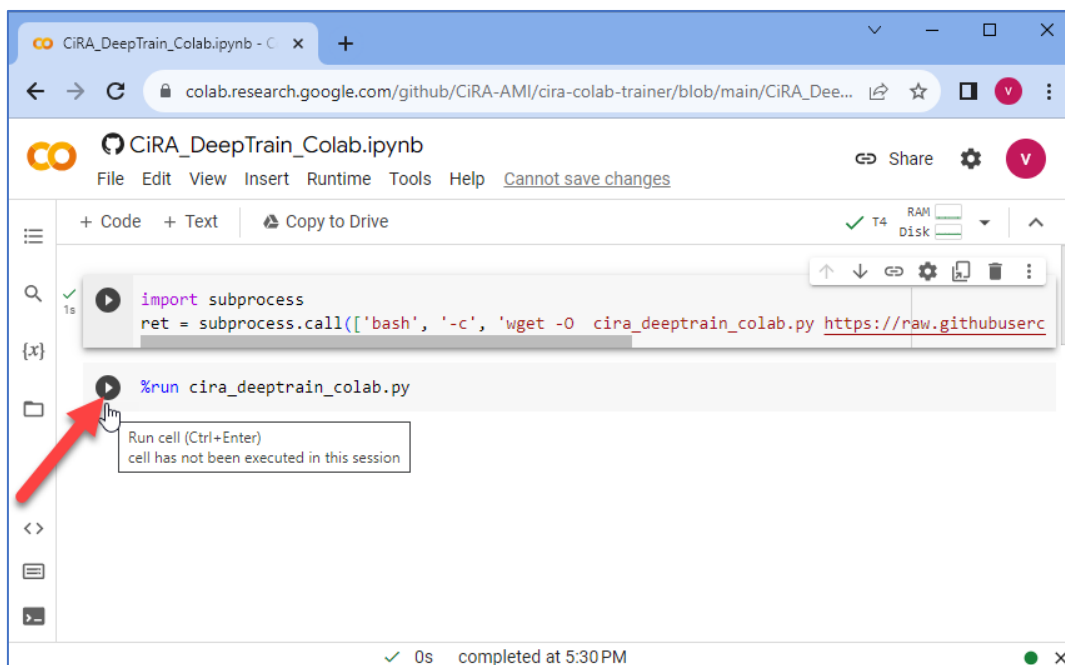 CiRA_DeepTrain_Colab.ipynb - C
colab.research.google.com/github/CiRA-AMI/cira-colab-trainer/blob/main/CiRA_Dee...
V
CiRA_DeepTrain_Colab.ipynb
Share
V
File Edit View Insert Runtime Tools Help Cannot save changes
+ Code + Text Copy to Drive
T4 RAM
Disk
1s
import subprocess
ret = subprocess.call(['bash', '-c', 'wget -O  cira_deeptrain_colab.py https://raw.githubuserc
{x}
%run cira_deeptrain_colab.py
Run cell (Ctrl+Enter)
cell has not been executed in this session
0s completed at 5:30 PM